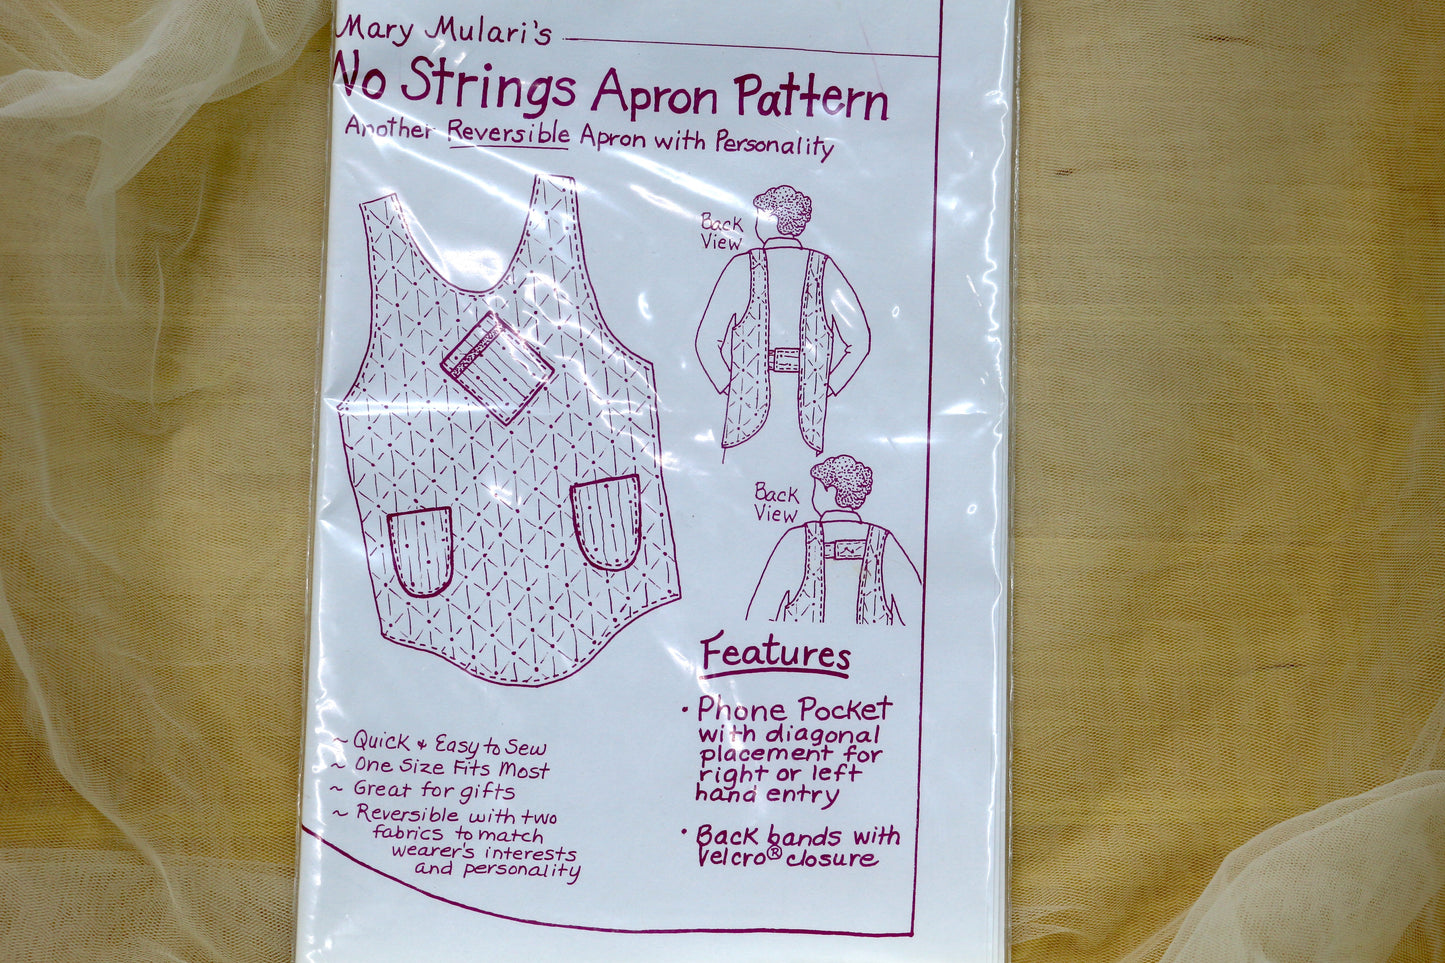 Mary Mulari's
No Strings Apron Pattern
Another Reversible Apron with Personality
Back
View
Back
View
Features
• Phone Pocket
with diagonal
placement for
right or left
hand entry
• Back bands with
Velcro® closure
~ Quick & Easy to Sew
~ One Size Fits Most
~ Great for gifts
~ Reversible with two
fabrics to match
wearer's interests
and personality